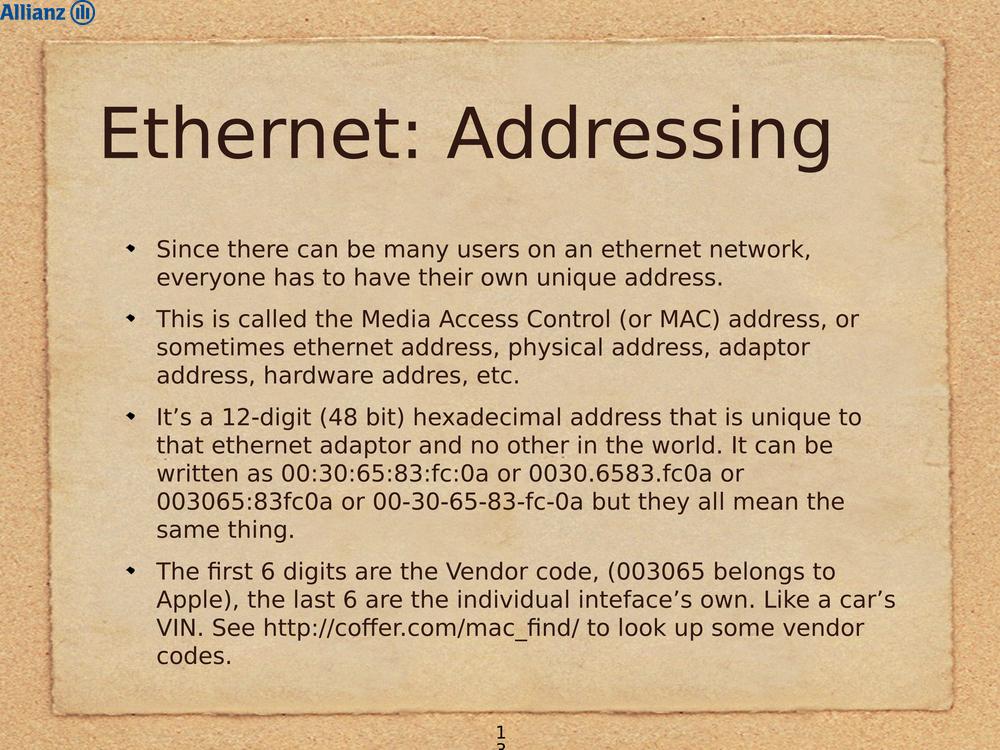 Allianz
Ethernet: Addressing
Since there can be many users on an ethernet network,
everyone has to have their own unique address.
This is called the Media Access Control (or MAC) address, or
sometimes ethernet address, physical address, adaptor
address, hardware addres, etc.
It’s a 12-digit (48 bit) hexadecimal address that is unique to
that ethernet adaptor and no other in the world. It can be
written as 00:30:65:83:fc:0a or 0030.6583.fc0a or
003065:83fc0a or 00-30-65-83-fc-0a but they all mean the
same thing.
The first 6 digits are the Vendor code, (003065 belongs to
Apple), the last 6 are the individual inteface’s own. Like a car’s
VIN. See http://coffer.com/mac_find/ to look up some vendor
codes.
1